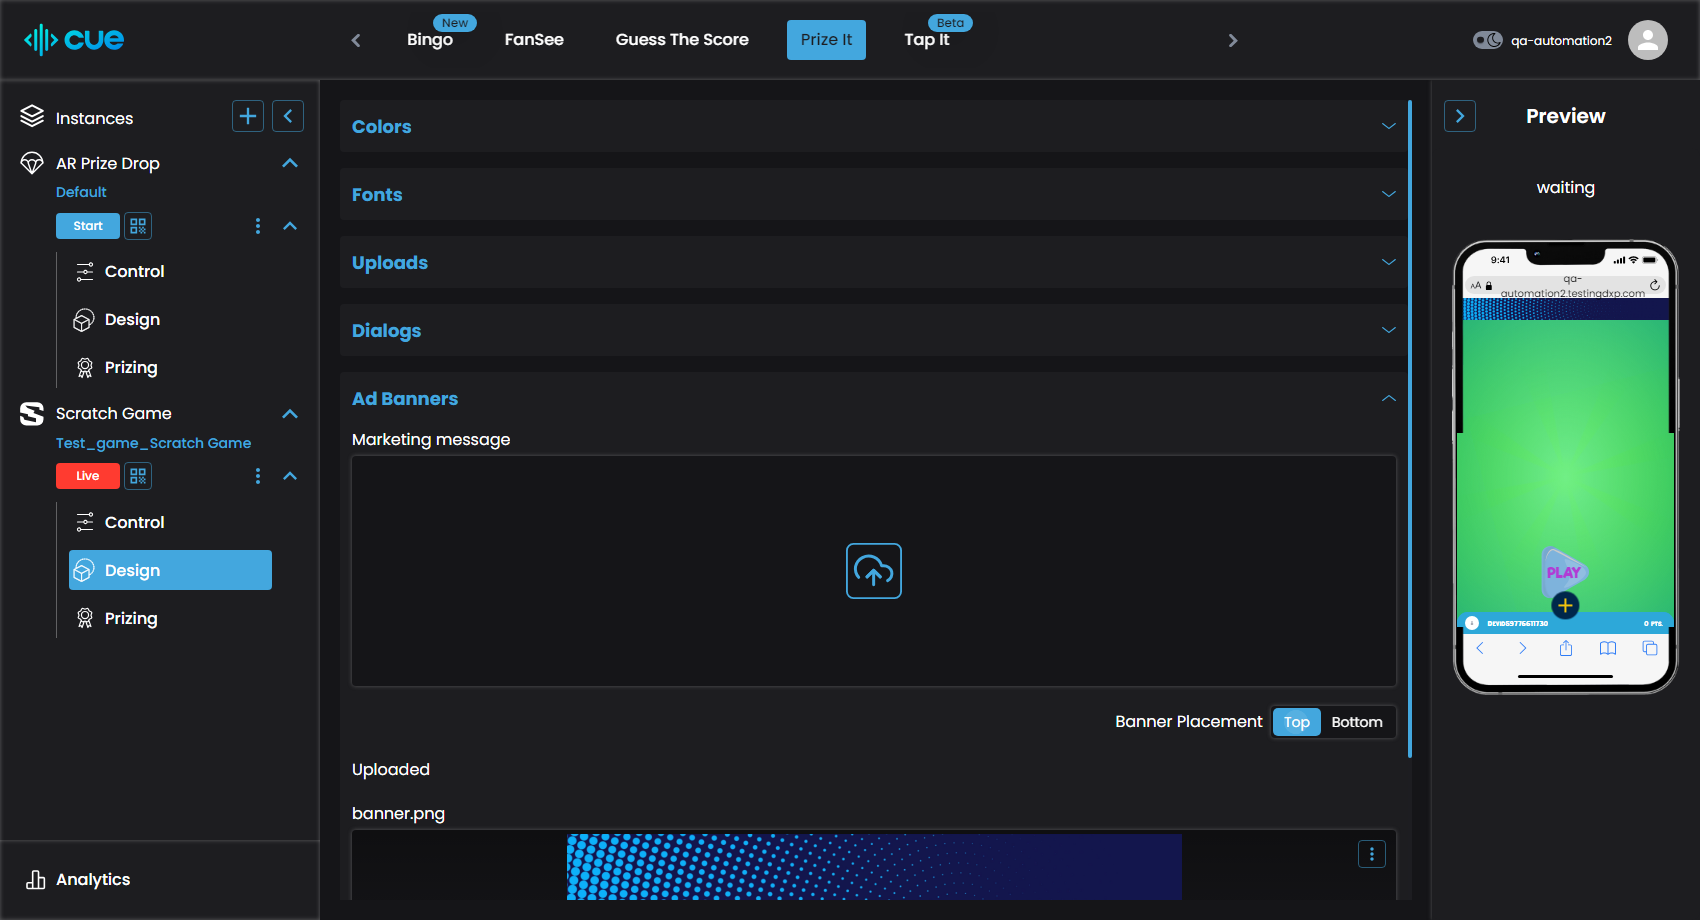 cue
Bingo
New
FanSee
Guess The Score
Prize It
Tap It
Beta
qa-automation2
Instances
AR Prize Drop
Default
Start
Control
Design
Prizing
Scratch Game
Test_game_Scratch Game
Live
Control
Design
Prizing
Analytics
Colors
Fonts
Uploads
Dialogs
Ad Banners
Marketing message
Banner Placement Top Bottom
Uploaded
banner.png
Preview
waiting
9:41
AA
qa-
automation2.testingdxp.com
PLAY
DEVID69776611730 0 PTS.